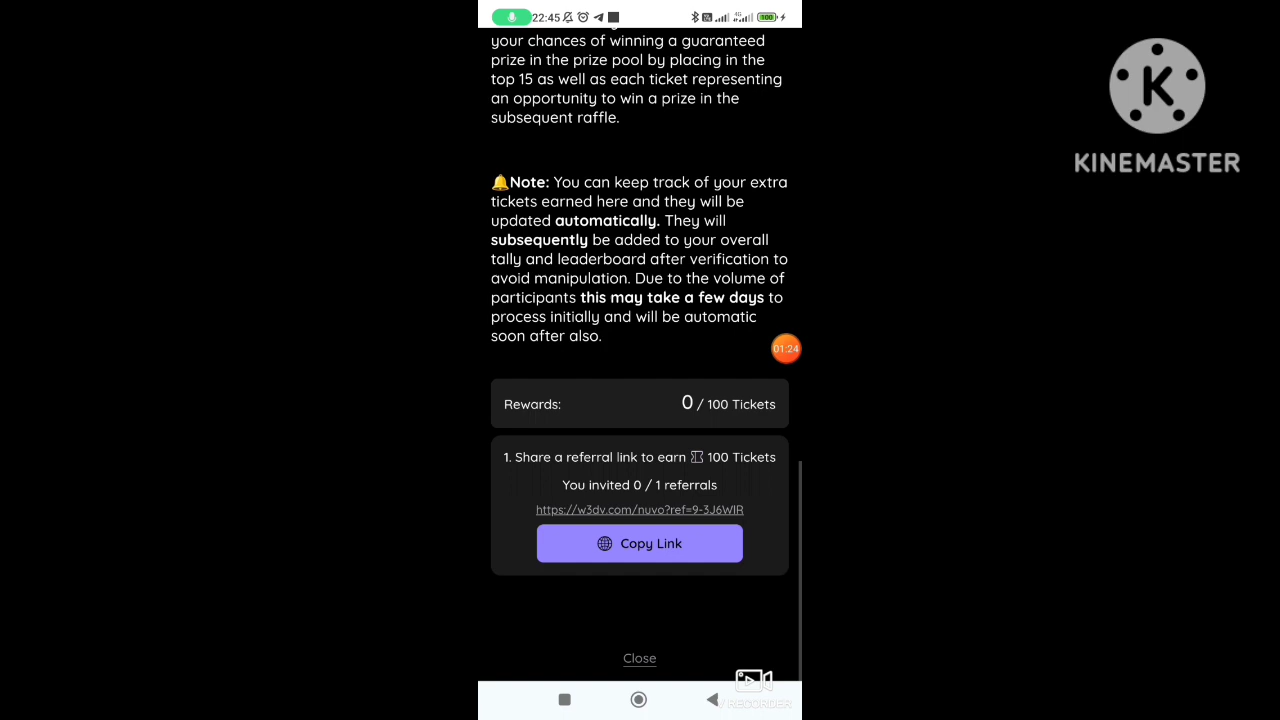 22:45
100
your chances of winning a guaranteed
prize in the prize pool by placing in the
top 15 as well as each ticket representing
an opportunity to win a prize in the
subsequent raffle.
🔔Note: You can keep track of your extra
tickets earned here and they will be
updated automatically. They will
subsequently be added to your overall
tally and leaderboard after verification to
avoid manipulation. Due to the volume of
participants this may take a few days to
process initially and will be automatic
soon after also.
01:24
Rewards: 0 / 100 Tickets
1. Share a referral link to earn 100 Tickets
You invited 0 / 1 referrals
https://w3dv.com/nuvo?ref=9-3J6WlR
Copy Link
Close
V RECORDER
K
KINEMASTER